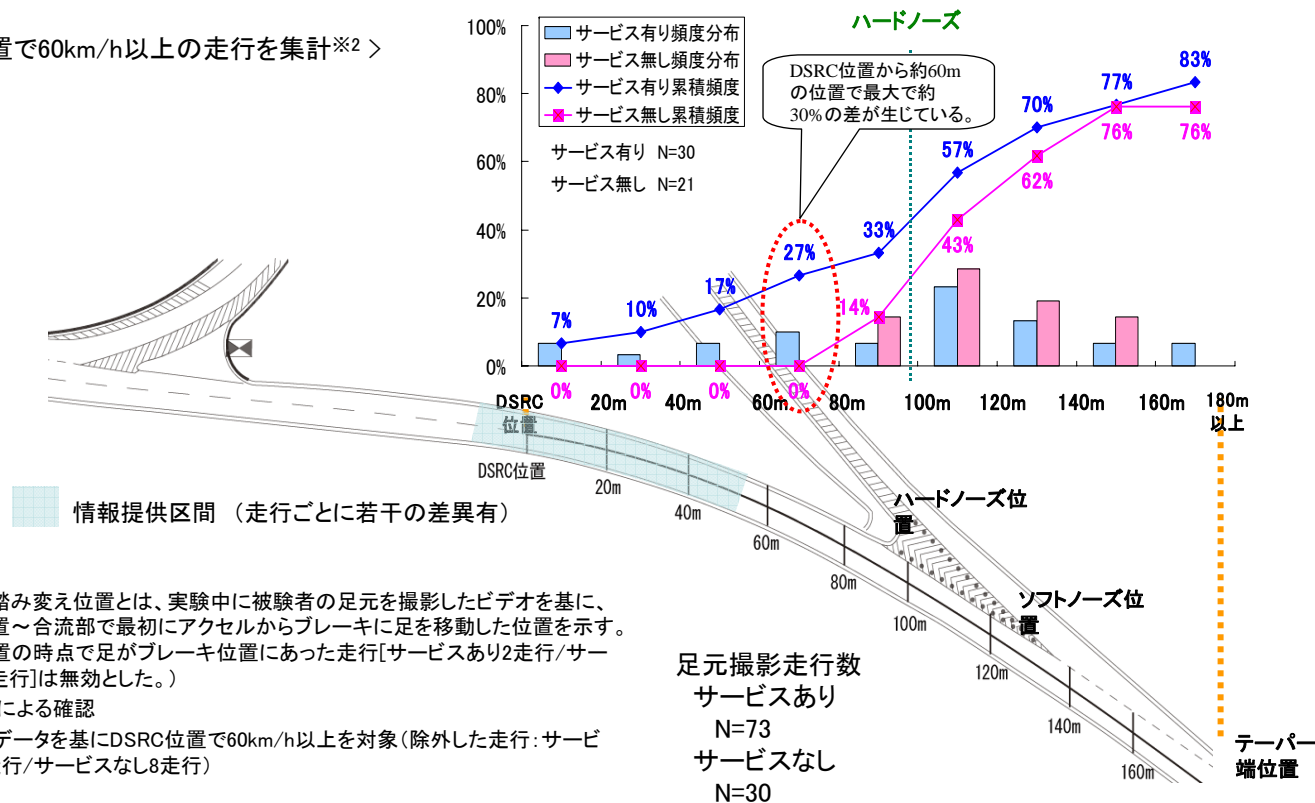 置で60km/h以上の走行を集計※2 >
ハードノーズ
100%
80%
60%
40%
20%
0%
サービス有り頻度分布
サービス無し頻度分布
サービス有り累積頻度
サービス無し累積頻度
サービス有り N=30
サービス無し N=21
DSRC位置から約60m
の位置で最大で約
30%の差が生じている。
7%
10%
17%
27%
33%
57%
70%
77%
83%
0%
0%
0%
0%
14%
43%
62%
76%
76%
DSRC
位置
20m
40m
60m
80m
100m
120m
140m
160m
180m
以上
DSRC位置
20m
40m
60m
80m
100m
120m
140m
160m
ハードノーズ位
置
ソフトノーズ位
置
テーパー
端位置
情報提供区間 (走行ごとに若干の差異有)
踏み変え位置とは、実験中に被験者の足元を撮影したビデオを基に、
置~合流部で最初にアクセルからブレーキに足を移動した位置を示す。
置の時点で足がブレーキ位置にあった走行[サービスあり2走行/サー
走行]は無効とした。)
による確認
データを基にDSRC位置で60km/h以上を対象(除外した走行:サービ
行/サービスなし8走行)
足元撮影走行数
サービスあり
N=73
サービスなし
N=30